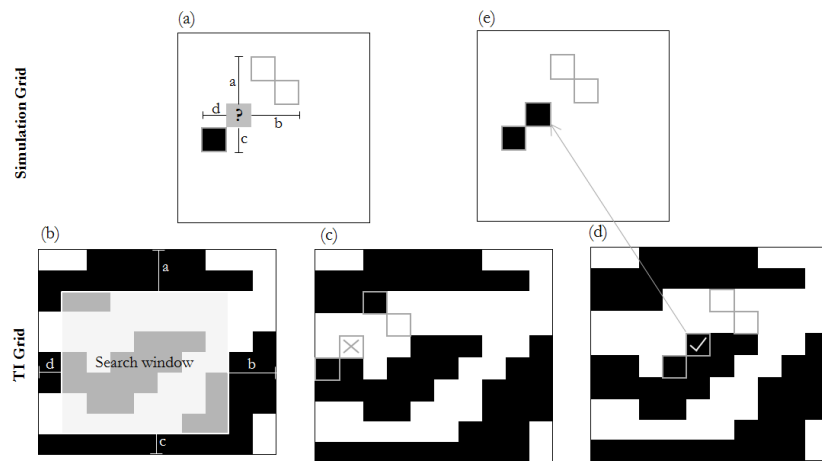 (a)
(e)
Simulation Grid
a
d
?
b
c
(b)
(c)
(d)
TI Grid
a
Search window
d
b
c